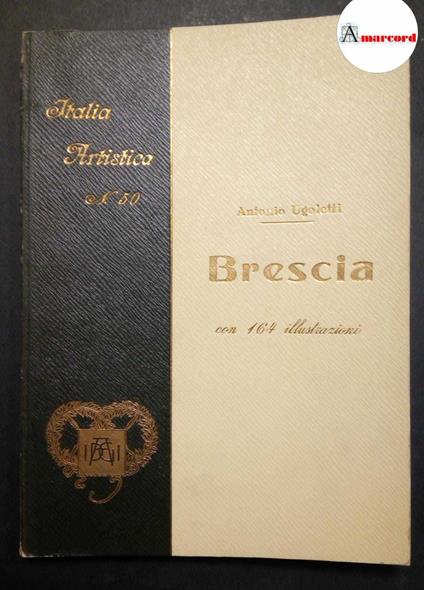 Amarcord
Italia
Artistica
N 50
Antonio Ugoletti
Brescia
con 164 illustrazioni